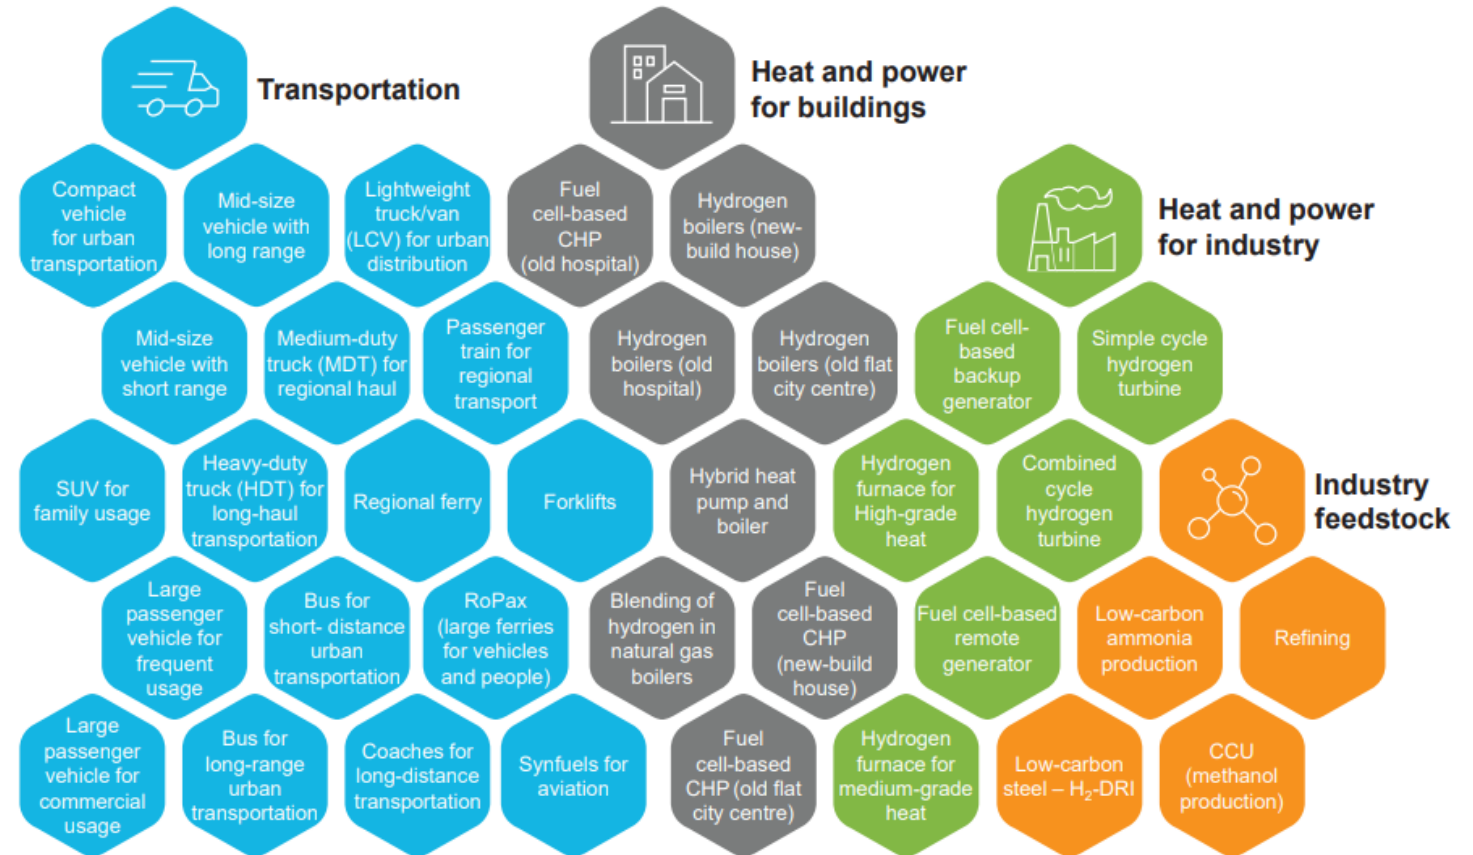 Transportation
Heat and power
for buildings
Compact
vehicle
for urban
transportation
Mid-size
vehicle with
long range
Lightweight
truck/van
(LCV) for urban
distribution
Fuel
cell-based
CHP
(old hospital)
Hydrogen
boilers (new-
build house)
Heat and power
for industry
Mid-size
vehicle with
short range
Medium-duty
truck (MDT) for
regional haul
Passenger
train for
regional
transport
Hydrogen
boilers (old
hospital)
Hydrogen
boilers (old flat
city centre)
Fuel cell-
based
backup
generator
Simple cycle
hydrogen
turbine
SUV for
family usage
Heavy-duty
truck (HDT) for
long-haul
transportation
Regional ferry
Forklifts
Hybrid heat
pump and
boiler
Hydrogen
furnace for
High-grade
heat
Combined
cycle
hydrogen
turbine
Industry
feedstock
Large
passenger
vehicle for
frequent
usage
Bus for
short- distance
urban
transportation
RoPax
(large ferries
for vehicles
and people)
Blending of
hydrogen in
natural gas
boilers
Fuel
cell-based
CHP
(new-build
house)
Fuel cell-based
remote
generator
Low-carbon
ammonia
production
Refining
Large
passenger
vehicle for
commercial
usage
Bus for
long-range
urban
transportation
Coaches for
long-distance
transportation
Synfuels for
aviation
Fuel
cell-based
CHP (old flat
city centre)
Hydrogen
furnace for
medium-grade
heat
Low-carbon
steel – H₂-DRI
CCU
(methanol
production)